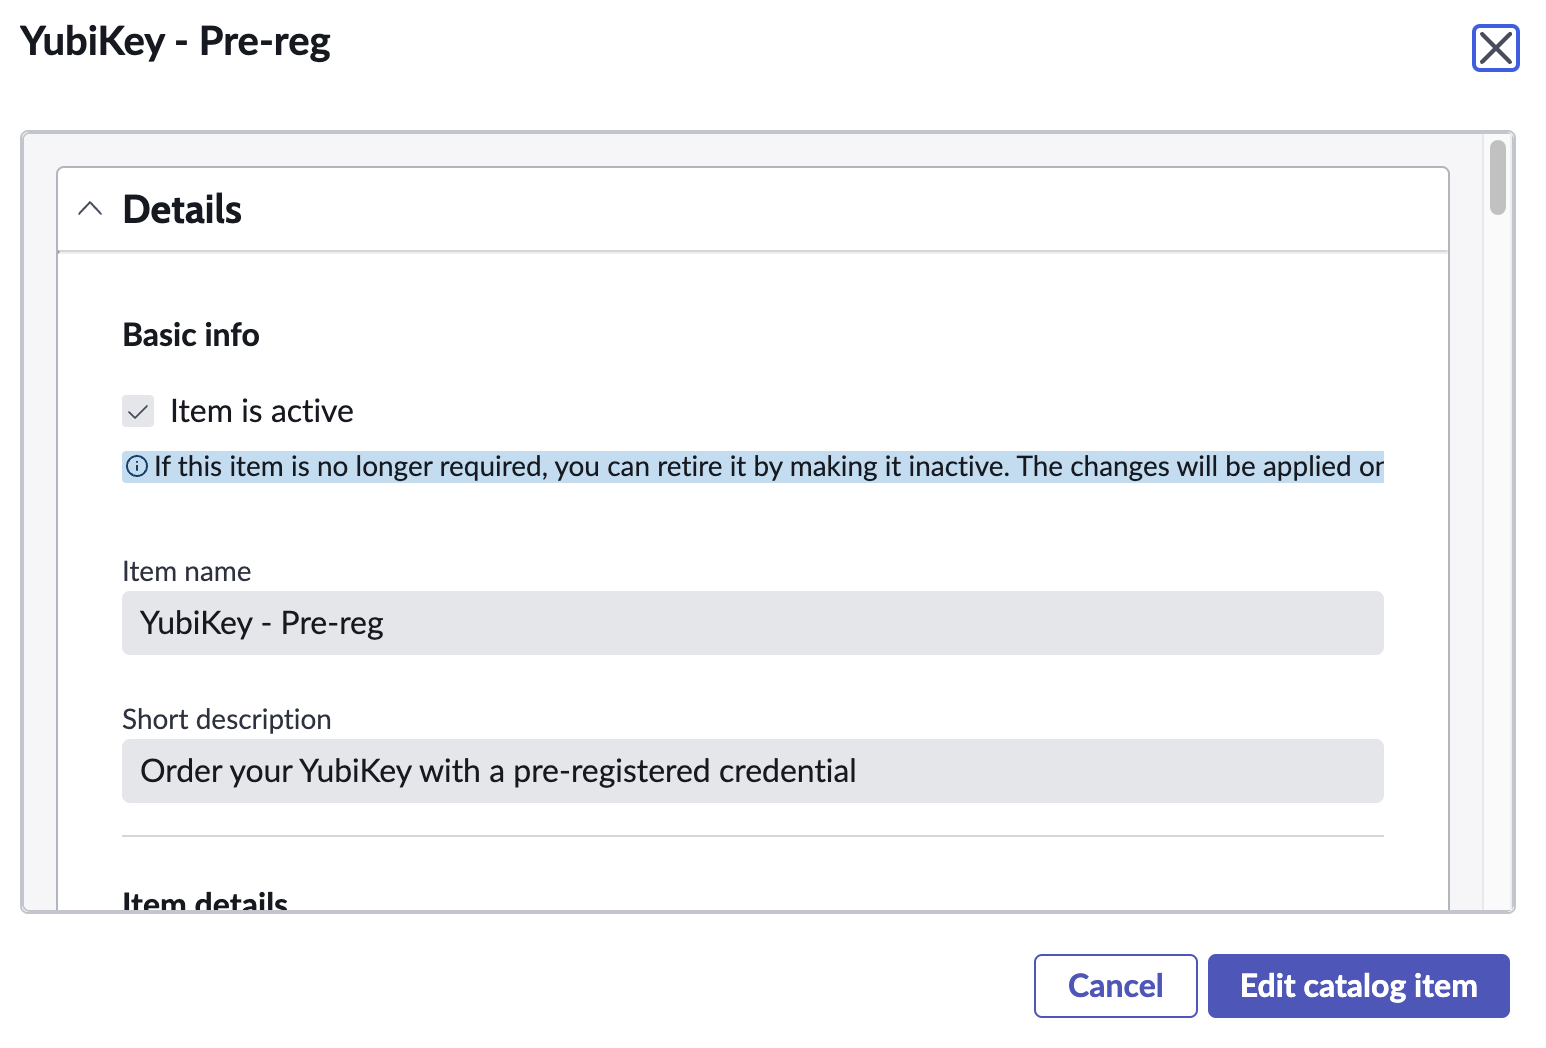 YubiKey - Pre-reg
Details
Basic info
Item is active
If this item is no longer required, you can retire it by making it inactive. The changes will be applied
Item name
YubiKey - Pre-reg
Short description
Order your YubiKey with a pre-registered credential
Item details
Cancel
Edit catalog item